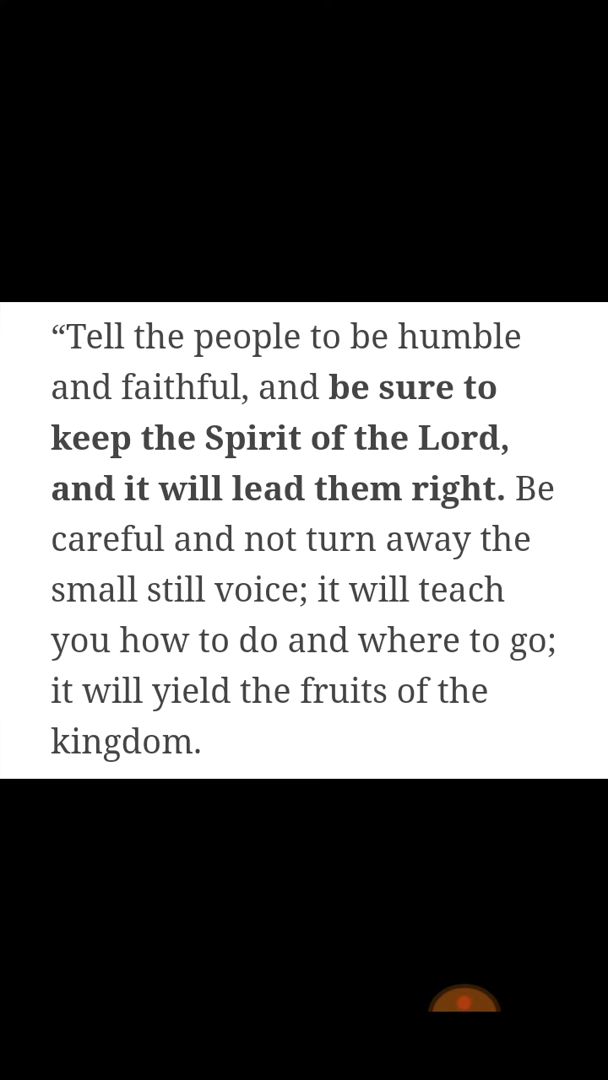 “Tell the people to be humble
and faithful, and be sure to
keep the Spirit of the Lord,
and it will lead them right. Be
careful and not turn away the
small still voice; it will teach
you how to do and where to go;
it will yield the fruits of the
kingdom.